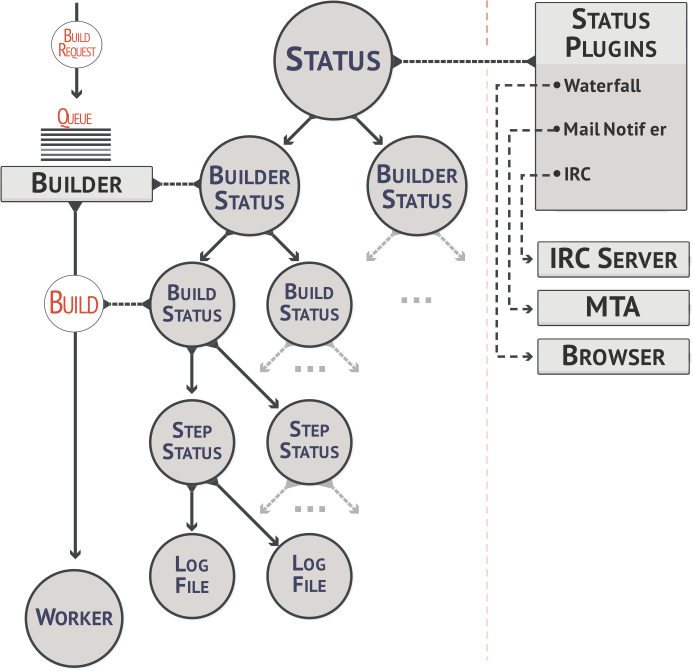 BUILD
REQUEST
QUEUE
BUILDER
BUILD
WORKER
STATUS
BUILDER
STATUS
BUILDER
STATUS
BUILD
STATUS
BUILD
STATUS
...
...
STEP
STATUS
STEP
STATUS
...
LOG
FILE
LOG
FILE
STATUS
PLUGINS
Waterfall
Mail Notif er
IRC
IRC SERVER
MTA
BROWSER